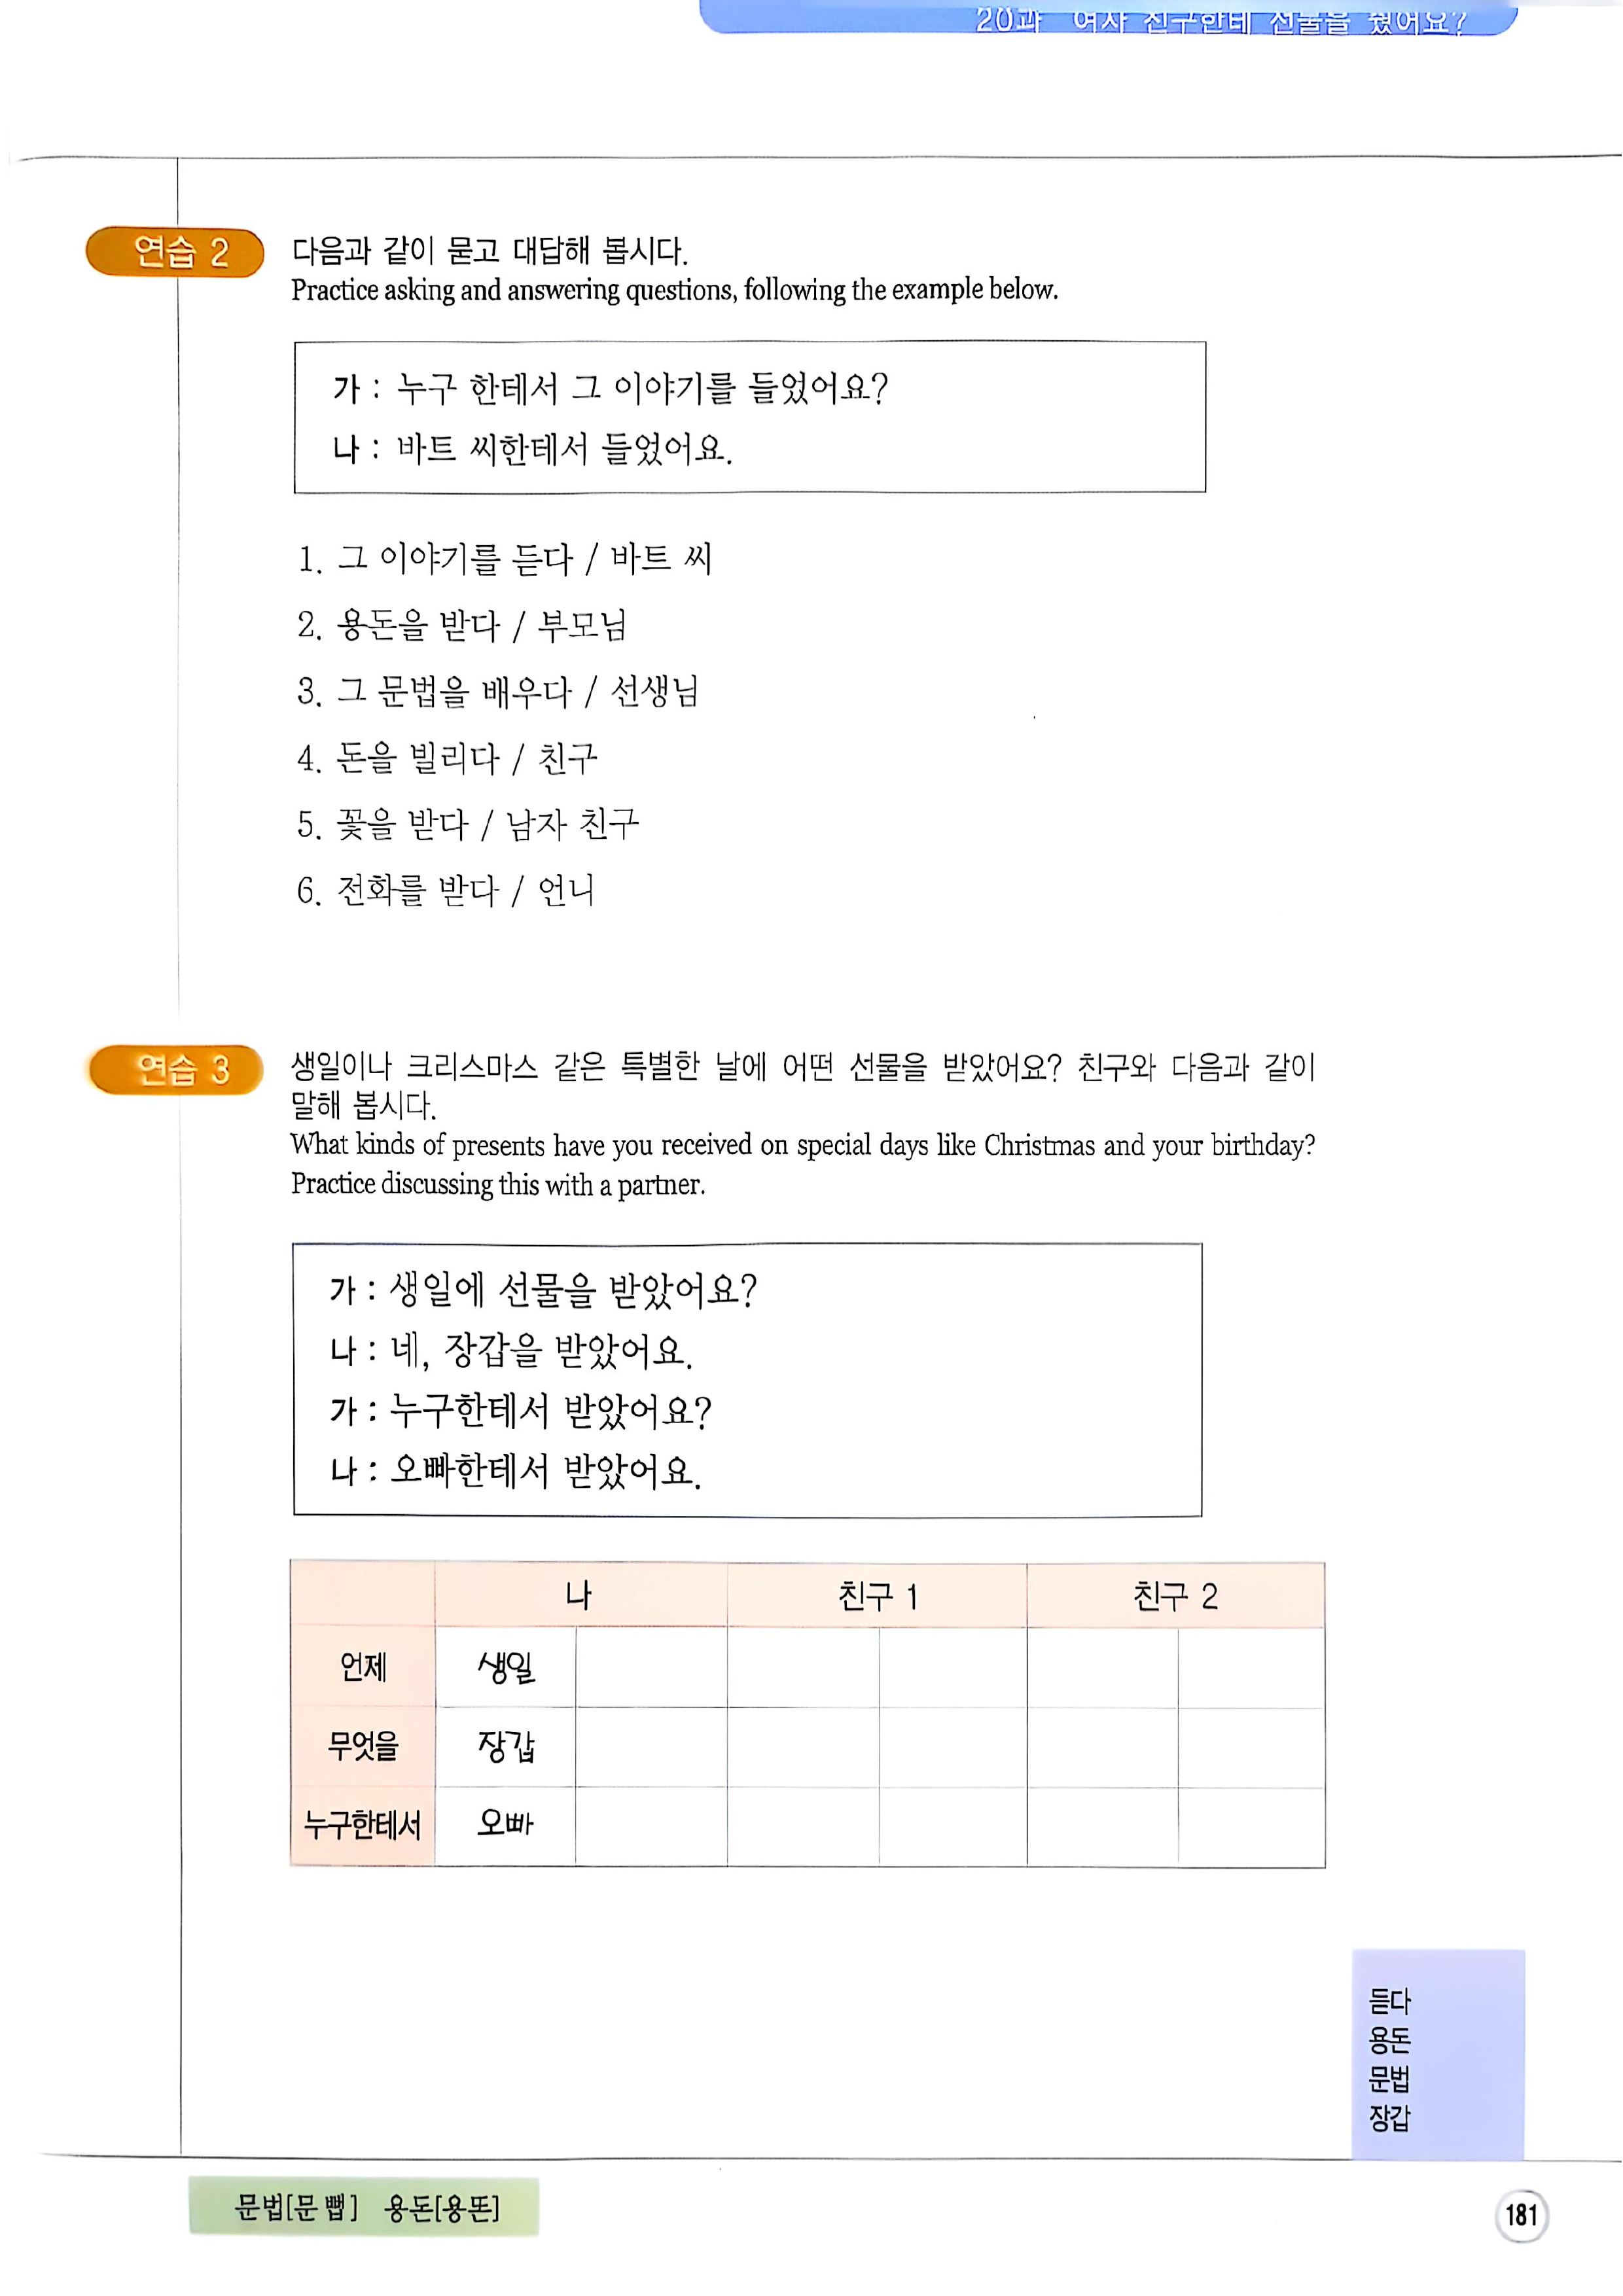 20과 여자 친구한테 선물을 줬어요?
연습 2
다음과 같이 묻고 대답해 봅시다.
Practice asking and answering questions, following the example below.
가 : 누구 한테서 그 이야기를 들었어요?
나 : 바트 씨한테서 들었어요.
1. 그 이야기를 듣다 / 바트 씨
2. 용돈을 받다 / 부모님
3. 그 문법을 배우다 / 선생님
4. 돈을 빌리다 / 친구
5. 꽃을 받다 / 남자 친구
6. 전화를 받다 / 언니
연습 3
생일이나 크리스마스 같은 특별한 날에 어떤 선물을 받았어요? 친구와 다음과 같이
말해 봅시다.
What kinds of presents have you received on special days like Christmas and your birthday?
Practice discussing this with a partner.
가 : 생일에 선물을 받았어요?
나 : 네, 장갑을 받았어요.
가 : 누구한테서 받았어요?
나 : 오빠한테서 받았어요.
나 친구 1 친구 2
언제 생일
무엇을 장갑
누구한테서 오빠
듣다
용돈
문법
장갑
문법[문뻡] 용돈[용똔]
181